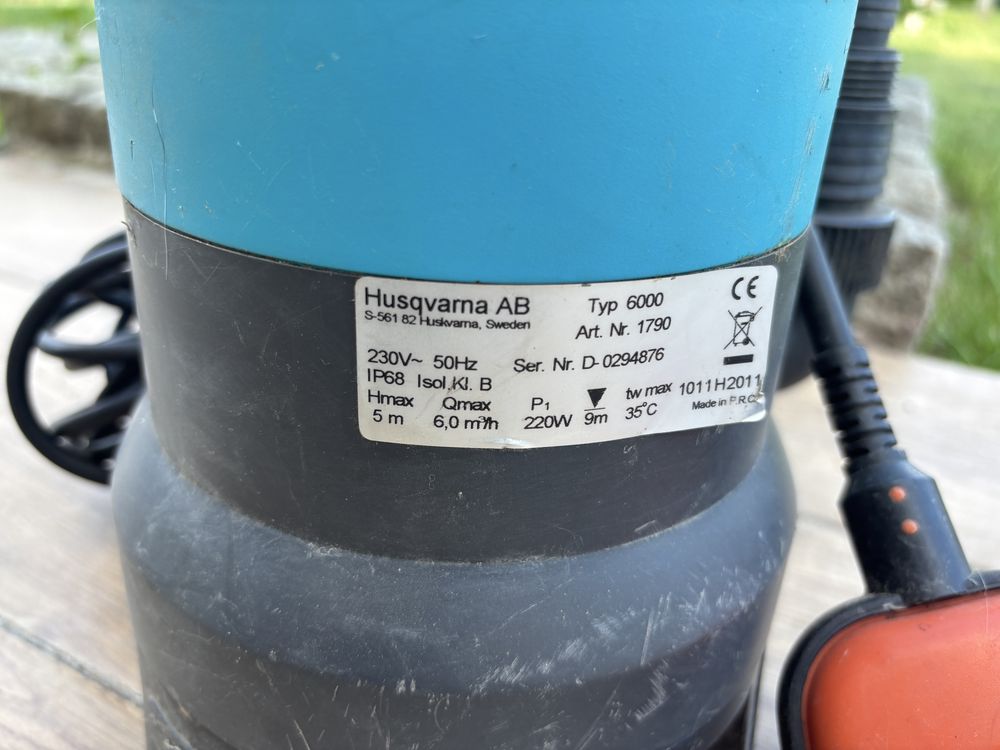 Husqvarna AB
S-561 82 Huskvarna, Sweden
Typ 6000
Art. Nr. 1790
CE
230V~ 50Hz
Ser. Nr. D-0294876
IP68 Isol.Kl. B
Hmax
5 m
Qmax
6,0 m³/h
P₁
220W
9m
tw max
35°C
1011H2011
Made in P.R.C.